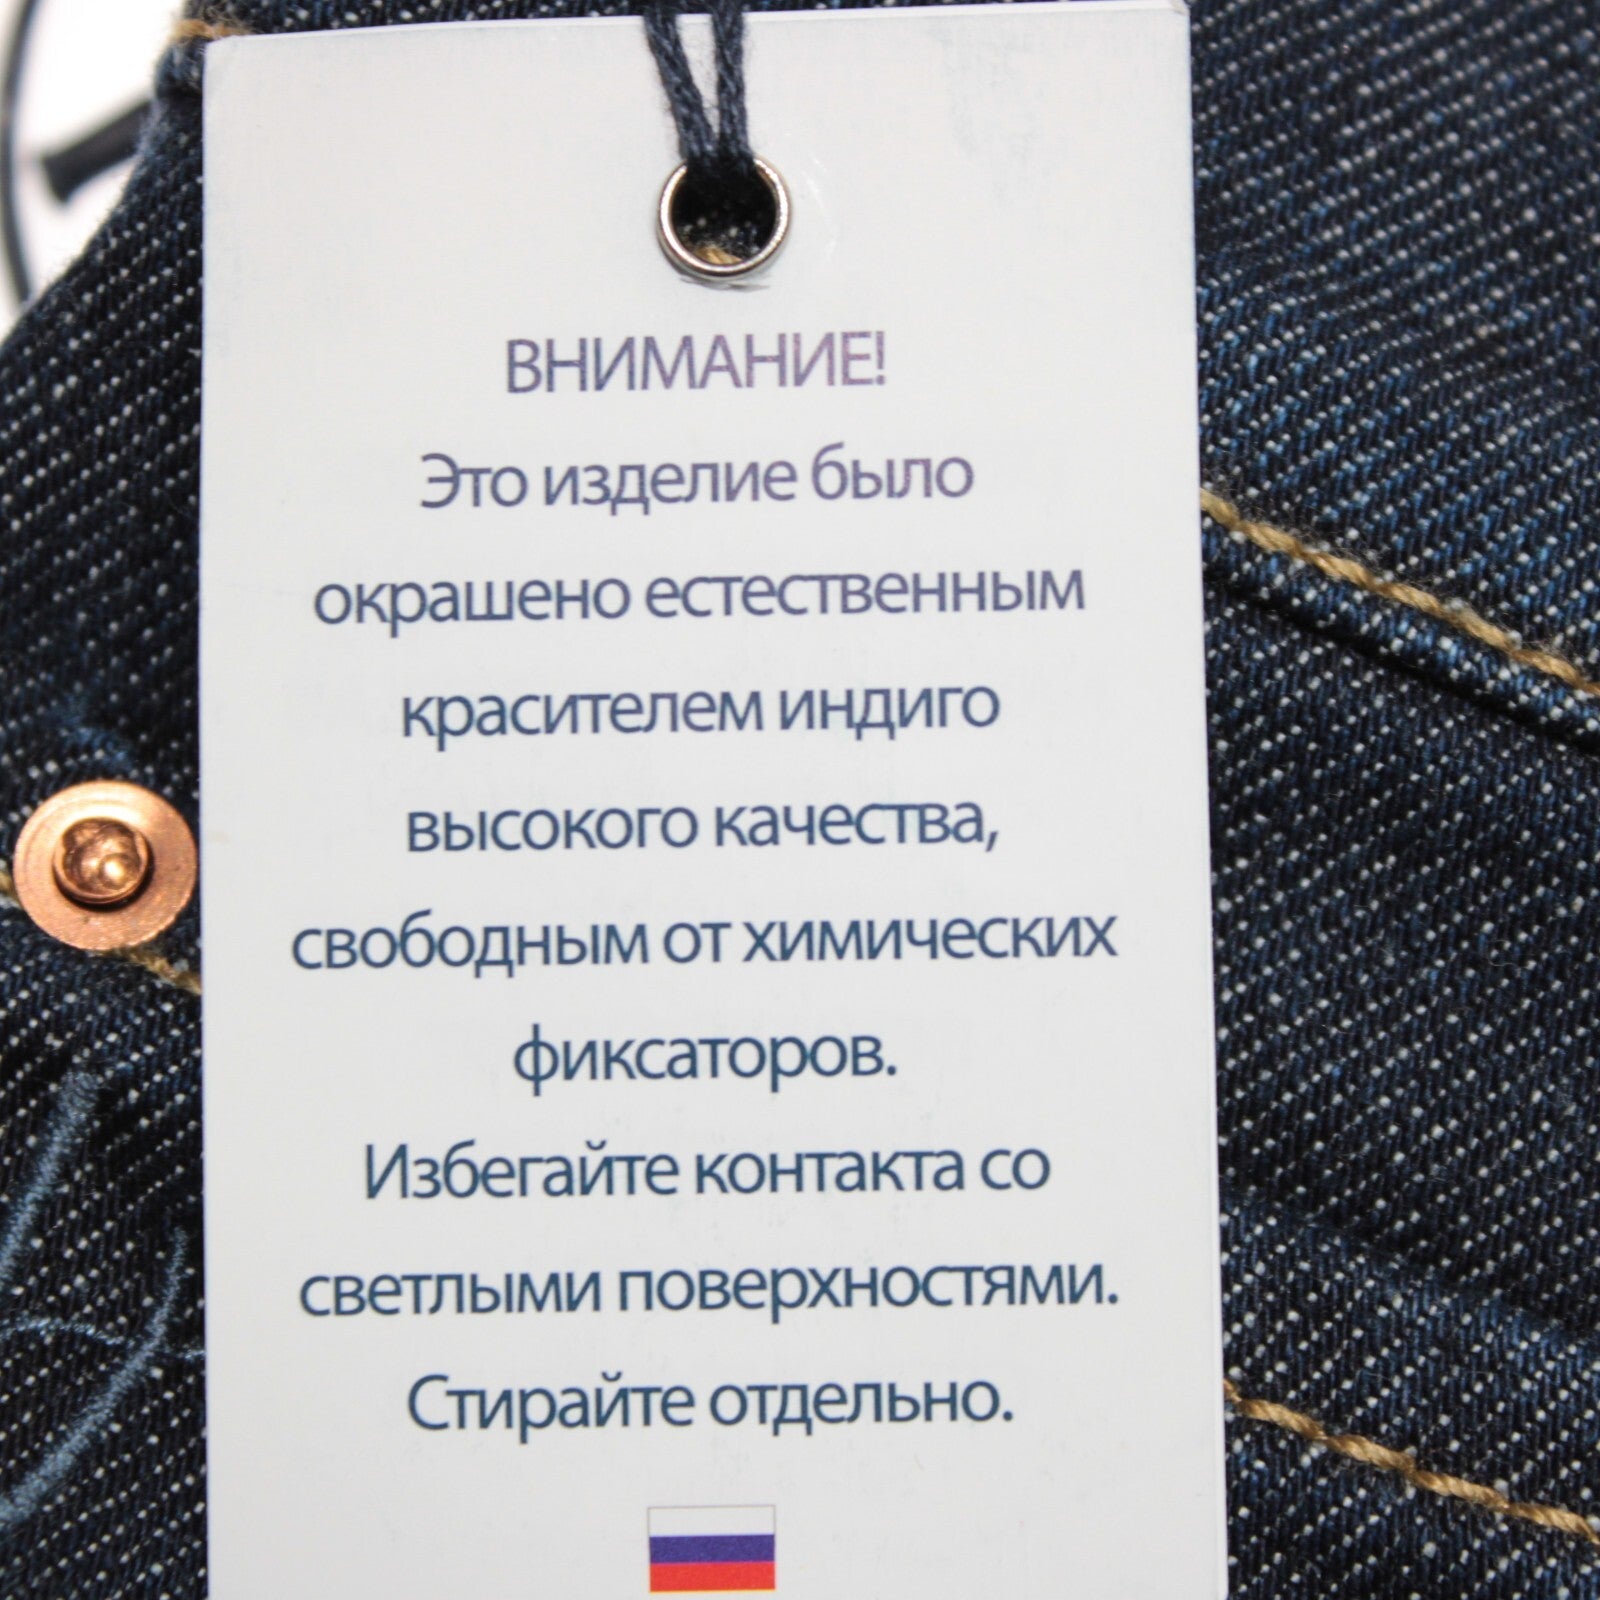 ВНИМАНИЕ!
Это изделие было
окрашено естественным
красителем индиго
высокого качества,
свободным от химических
фиксаторов.
Избегайте контакта со
светлыми поверхностями.
Стирайте отдельно.